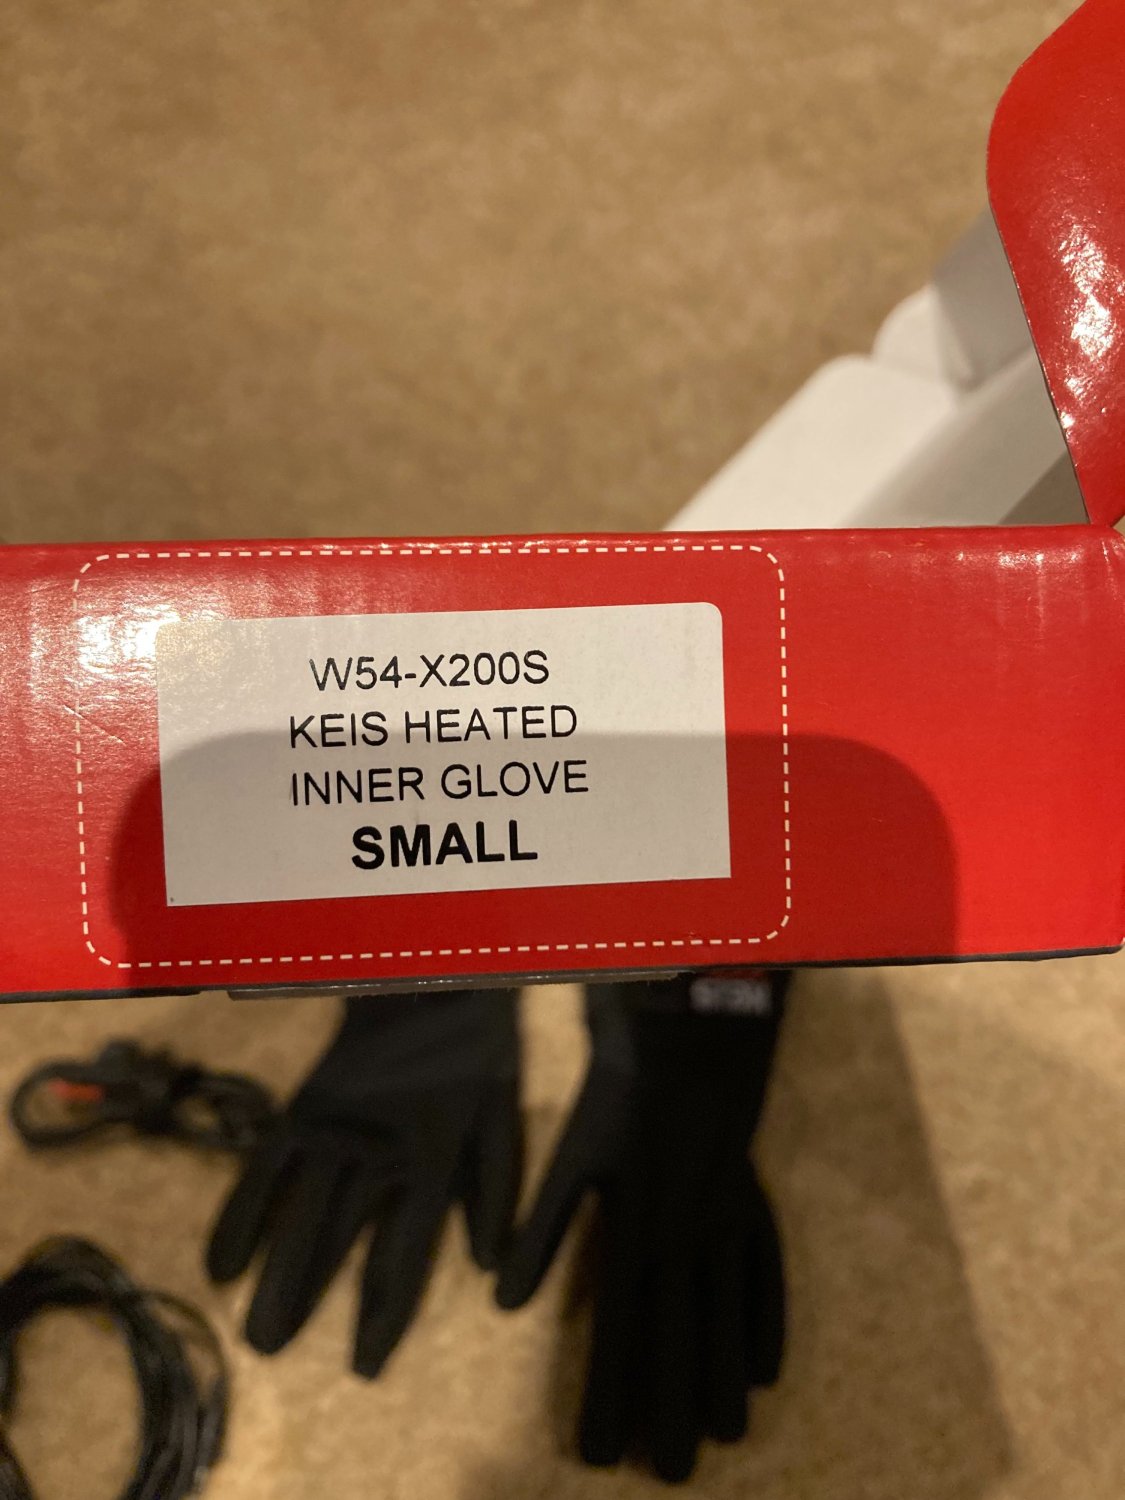 W54-X200S
KEIS HEATED
INNER GLOVE
SMALL